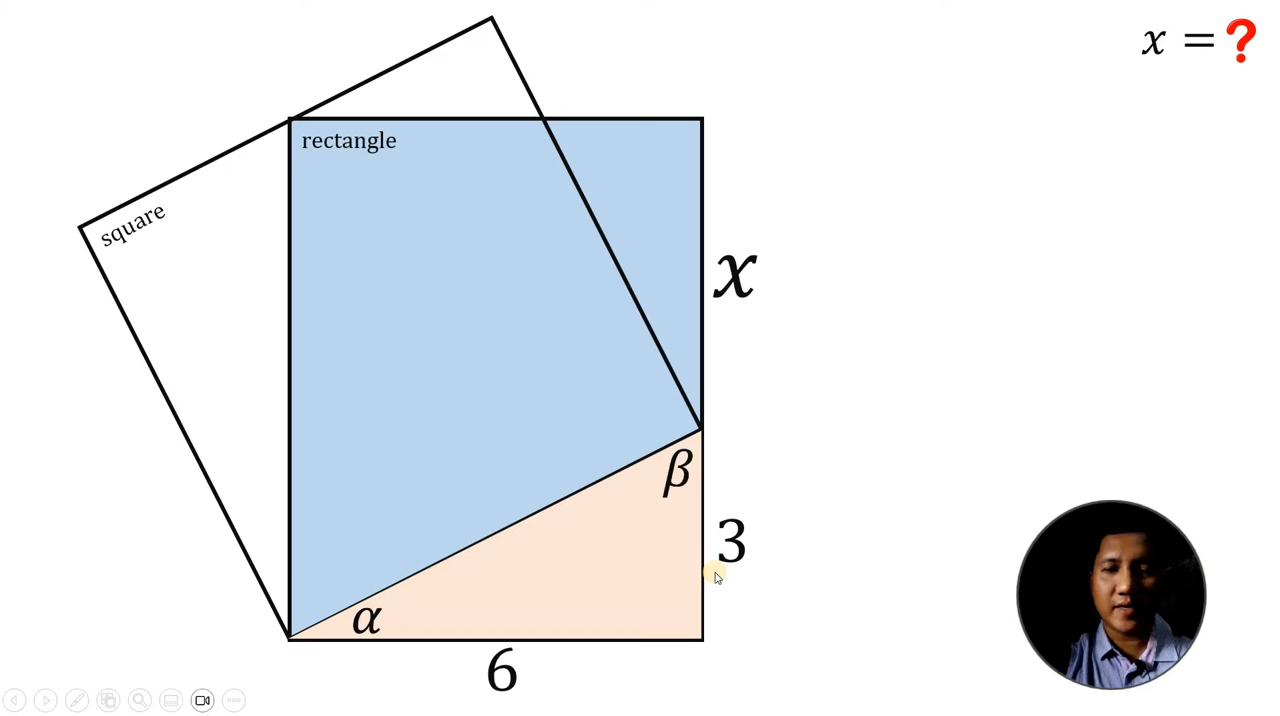 x = ?
rectangle
square
x
β
3
α
6